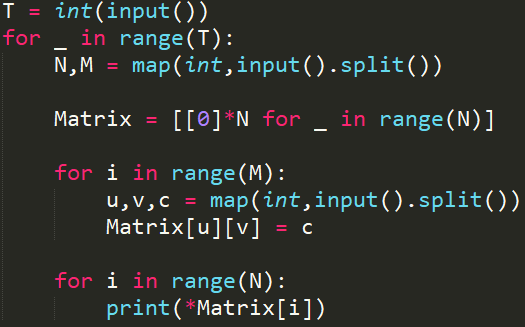 T = int(input())
for _ in range(T):
    N,M = map(int,input().split())

    Matrix = [[0]*N for _ in range(N)]

    for i in range(M):
        u,v,c = map(int,input().split())
        Matrix[u][v] = c

    for i in range(N):
        print(*Matrix[i])